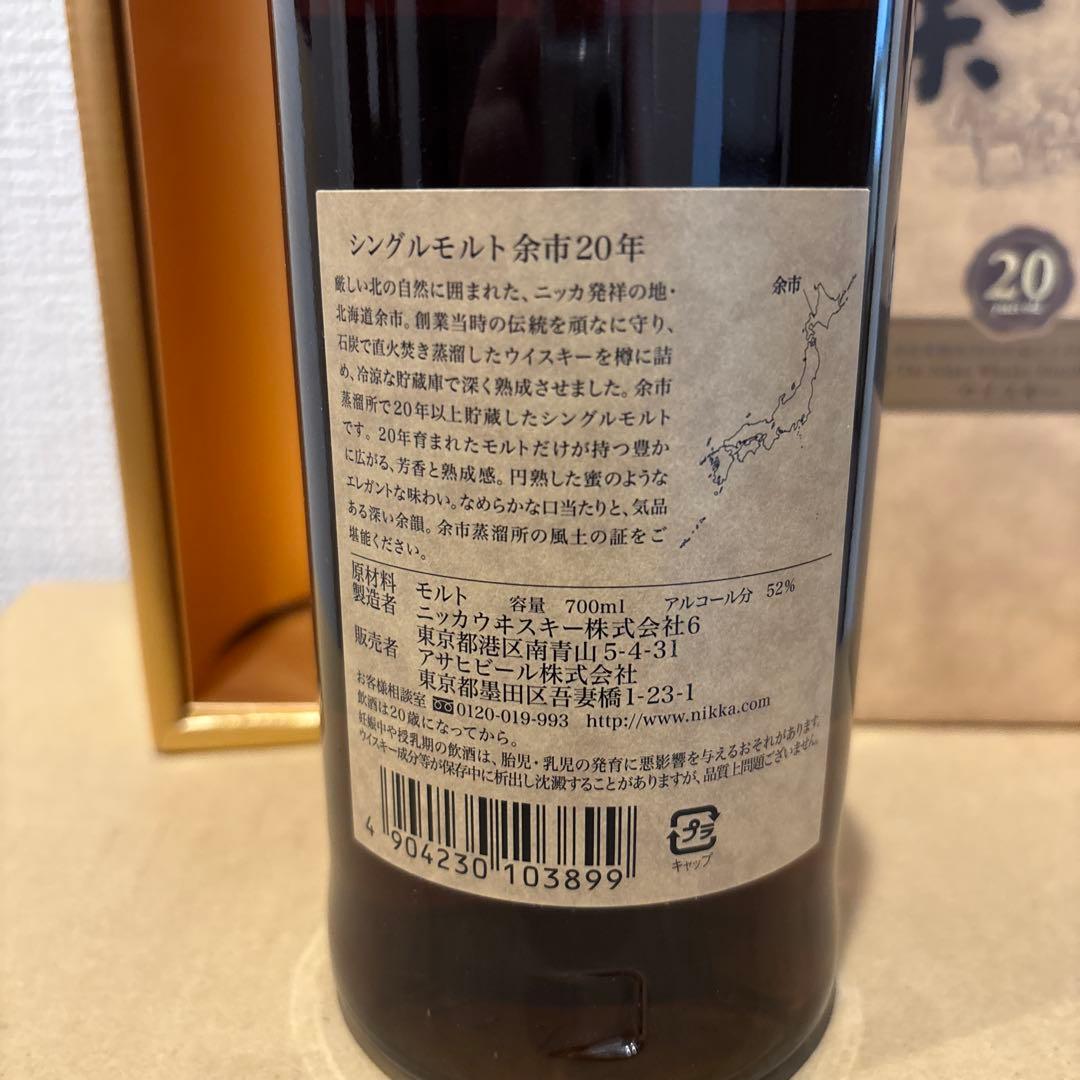 シングルモルト余市20年
厳しい北の自然に囲まれた、ニッカ発祥の地・
北海道余市。創業当時の伝統を頑なに守り、
石炭で直火焚き蒸溜したウイスキーを樽に詰
め、冷涼な貯蔵庫で深く熟成させました。余市
蒸溜所で20年以上貯蔵したシングルモルト
です。20年育まれたモルトだけが持つ豊か
に広がる、芳香と熟成感。円熟した蜜のような
エレガントな味わい。なめらかな口当たりと、気品
ある深い余韻。余市蒸溜所の風土の証をご
堪能ください。
余市
原材料 モルト 容量 700ml アルコール分 52%
製造者 ニッカウヰスキー株式会社6
東京都港区南青山5-4-31
販売者 アサヒビール株式会社
東京都墨田区吾妻橋1-23-1
お客様相談室 0120-019-993 http://www.nikka.com
飲酒は20歳になってから。
妊娠中や授乳期の飲酒は、胎児・乳児の発育に悪影響を与えるおそれがあります。
ウイスキー成分等が保存中に析出し沈澱することがありますが、品質上問題ございません。
4 904230 103899
プラ
キャップ
20